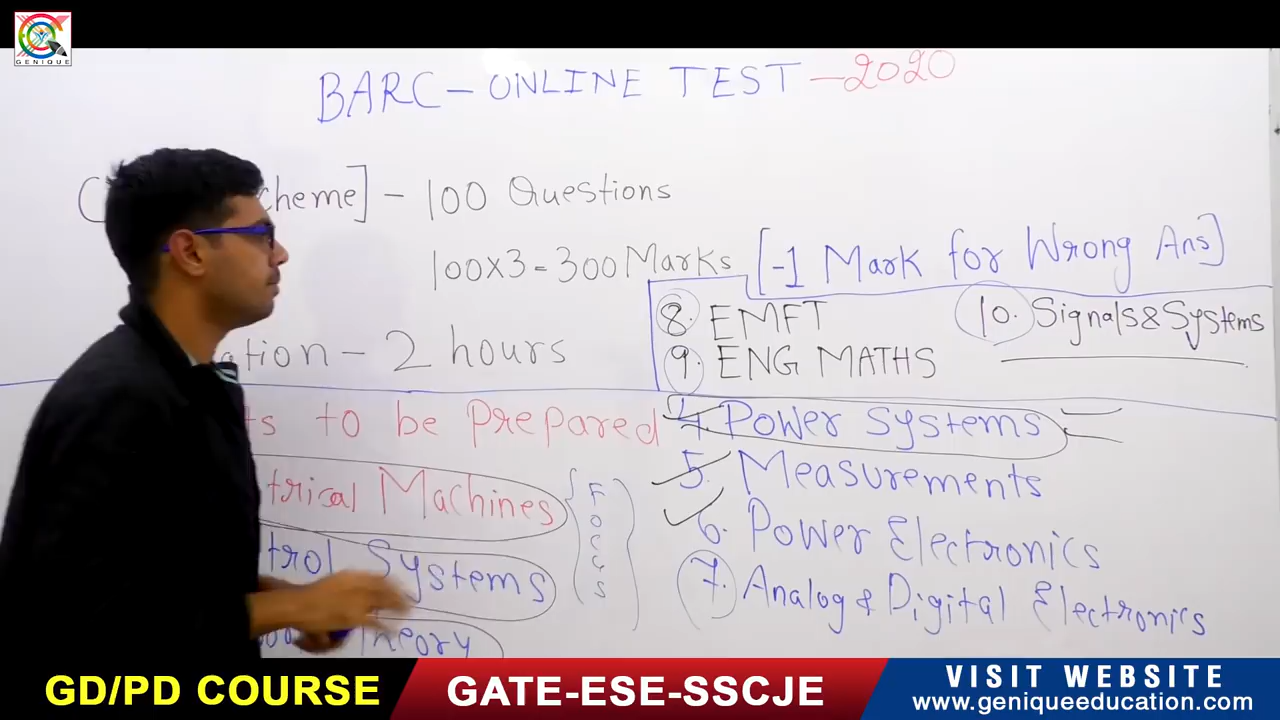 GENIQUE
BARC - ONLINE TEST - 2020
cheme] - 100 Questions
100x3 = 300 Marks [-1 Mark for Wrong Ans]
8. EMFT
10. Signals & Systems
9. ENG MATHS
ation - 2 hours
ts to be Prepared
4. Power Systems
trical Machines
FOCUS
5. Measurements
6. Power Electronics
trol Systems
7. Analog & Digital Electronics
Theory
GD/PD COURSE
GATE-ESE-SSCJE
VISIT WEBSITE
www.geniqueeducation.com